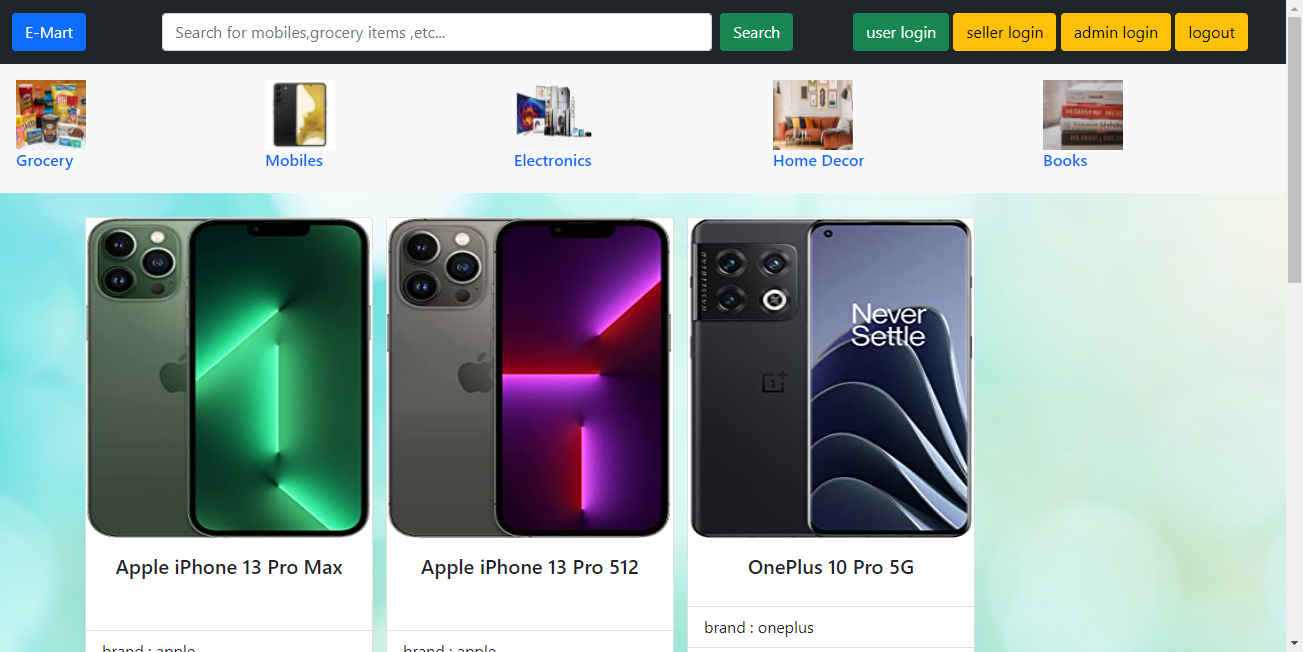 E-Mart
Search for mobiles,grocery items ,etc...
Search
user login
seller login
admin login
logout
Grocery
Mobiles
Electronics
Home Decor
Books
HASSELBLAD
Never
Settle
Apple iPhone 13 Pro Max
Apple iPhone 13 Pro 512
OnePlus 10 Pro 5G
brand : apple
brand : apple
brand : oneplus